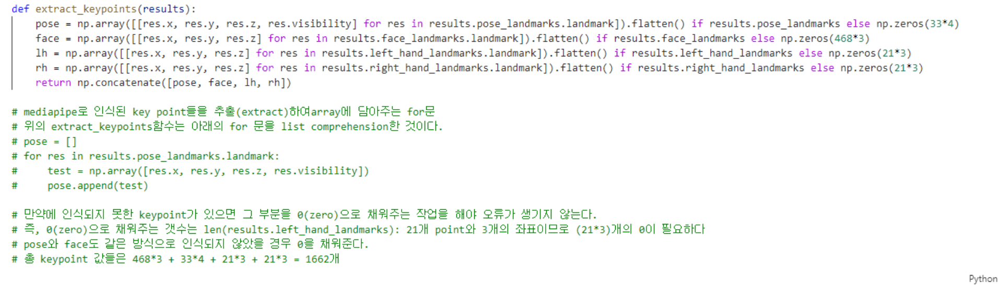 def extract_keypoints(results):
    pose = np.array([[res.x, res.y, res.z, res.visibility] for res in results.pose_landmarks.landmark]).flatten() if results.pose_landmarks else np.zeros(33*4)
    face = np.array([[res.x, res.y, res.z] for res in results.face_landmarks.landmark]).flatten() if results.face_landmarks else np.zeros(468*3)
    lh = np.array([[res.x, res.y, res.z] for res in results.left_hand_landmarks.landmark]).flatten() if results.left_hand_landmarks else np.zeros(21*3)
    rh = np.array([[res.x, res.y, res.z] for res in results.right_hand_landmarks.landmark]).flatten() if results.right_hand_landmarks else np.zeros(21*3)
    return np.concatenate([pose, face, lh, rh])
# mediapipe로 인식된 key point들을 추출(extract)하여array에 담아주는 for문
# 위의 extract_keypoints함수는 아래의 for 문을 list comprehension한 것이다.
# pose = []
# for res in results.pose_landmarks.landmark:
#     test = np.array([res.x, res.y, res.z, res.visibility])
#     pose.append(test)
# 만약에 인식되지 못한 keypoint가 있으면 그 부분을 0(zero)으로 채워주는 작업을 해야 오류가 생기지 않는다.
# 즉, 0(zero)으로 채워주는 갯수는 len(results.left_hand_landmarks): 21개 point와 3개의 좌표이므로 (21*3)개의 0이 필요하다
# pose와 face도 같은 방식으로 인식되지 않았을 경우 0을 채워준다.
# 총 keypoint 값들은 468*3 + 33*4 + 21*3 + 21*3 = 1662개
Python